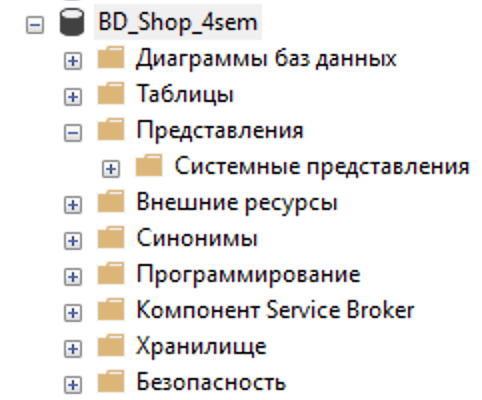 BD_Shop_4sem
Диаграммы баз данных
Таблицы
Представления
Системные представления
Внешние ресурсы
Синонимы
Программирование
Компонент Service Broker
Хранилище
Безопасность